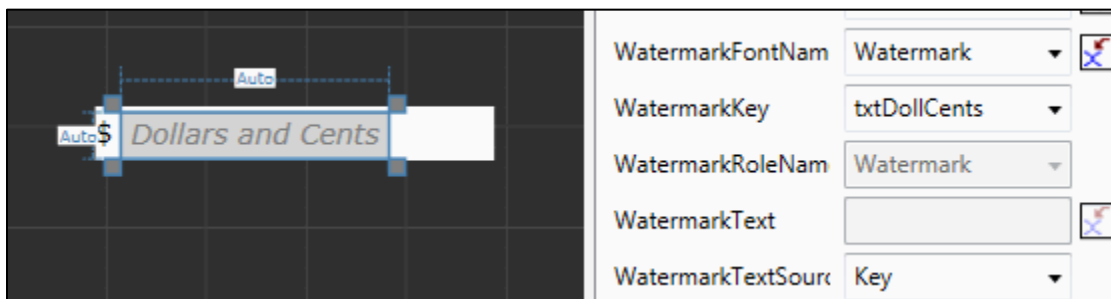 Auto
Auto $ Dollars and Cents
WatermarkFontNam Watermark
WatermarkKey txtDollCents
WatermarkRoleNam Watermark
WatermarkText
WatermarkTextSourc Key